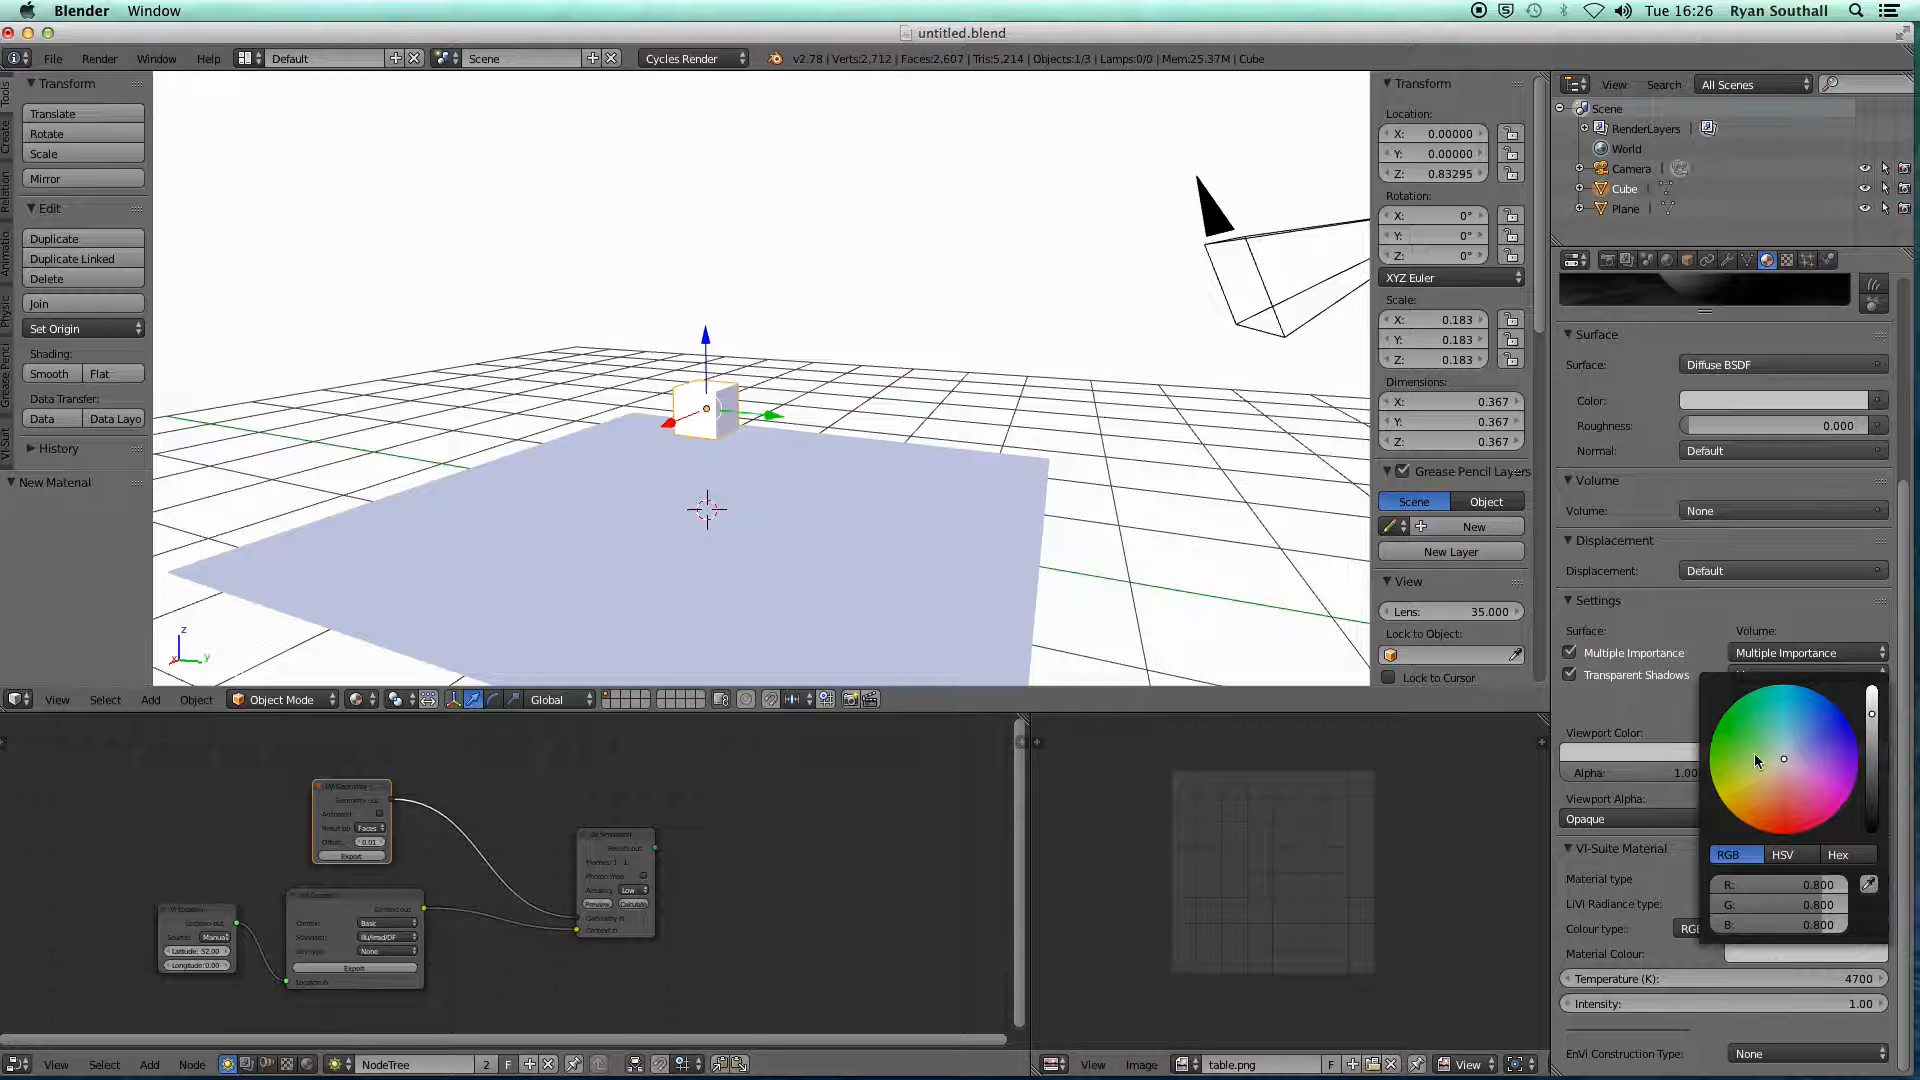 Blender Window
Tue 16:26 Ryan Southall
untitled.blend
File Render Window Help Default Scene Cycles Render v2.78 | Verts:2,712 | Faces:2,607 | Tris:5,214 | Objects:1/3 | Lamps:0/0 | Mem:25.37M | Cube
Tools
Create
Relation
Animatio
Physic
Grease Penci
VI-Suit
Transform
Translate
Rotate
Scale
Mirror
Edit
Duplicate
Duplicate Linked
Delete
Join
Set Origin
Shading:
Smooth Flat
Data Transfer:
Data Data Layo
History
New Material
z
x y
Transform
Location:
X: 0.00000
Y: 0.00000
Z: 0.83295
Rotation:
X: 0°
Y: 0°
Z: 0°
XYZ Euler
Scale:
X: 0.183
Y: 0.183
Z: 0.183
Dimensions:
X: 0.367
Y: 0.367
Z: 0.367
Grease Pencil Layers
Scene Object
New
New Layer
View
Lens: 35.000
Lock to Object:
Lock to Cursor
View Search All Scenes
Scene
RenderLayers
World
Camera
Cube
Plane
Surface
Surface: Diffuse BSDF
Color:
Roughness: 0.000
Normal: Default
Volume
Volume: None
Displacement
Displacement: Default
Settings
Surface: Volume:
Multiple Importance Multiple Importance
Transparent Shadows
Viewport Color:
Alpha: 1.00
Viewport Alpha:
Opaque
RGB HSV Hex
R: 0.800
G: 0.800
B: 0.800
VI-Suite Material
Material type
LiVi Radiance type:
Colour type: RGB
Material Colour:
Temperature (K): 4700
Intensity: 1.00
EnVi Construction Type: None
View Select Add Object Object Mode Global
LiVi Geometry
Geometry out
Animated
Result po Faces
Offset: 0.01
Export
VI Location
Location out
Source: Manua
Latitude: 52.00
Longitude: 0.00
Context out
Context: Basic
Standard: Illu/Irrad/DF
None
Export
Location in
LiVi Simulation
Results out
Frames: 1 1
Photon map
Accuracy: Low
Preview Calculate
Geometry in
Context in
View Select Add Node NodeTree 2 F
View Image table.png F View